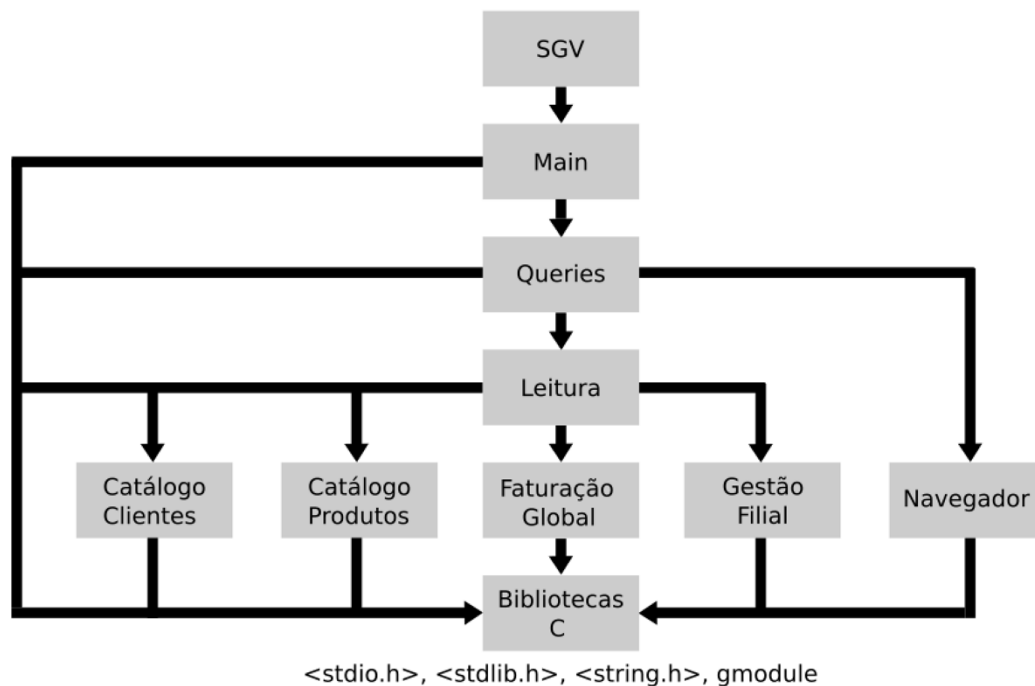 SGV
Main
Queries
Leitura
Catálogo
Clientes
Catálogo
Produtos
Faturação
Global
Gestão
Filial
Navegador
Bibliotecas
C
<stdio.h>, <stdlib.h>, <string.h>, gmodule